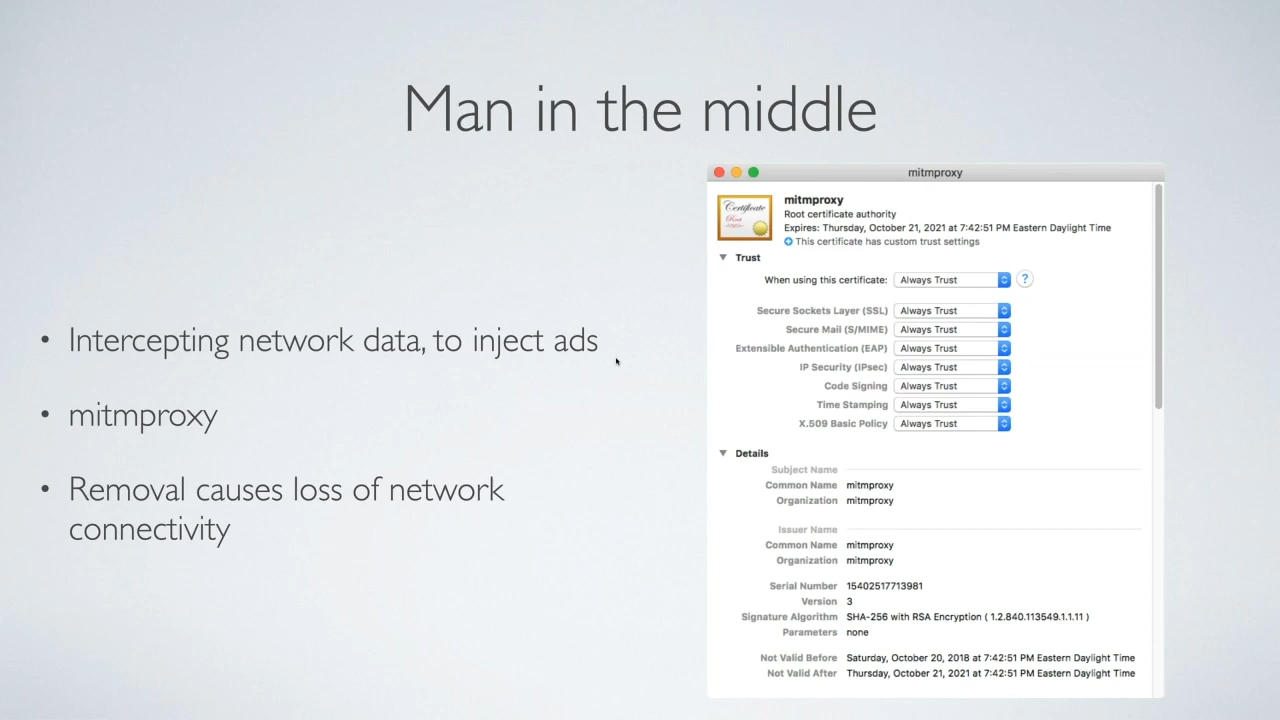 Man in the middle
• Intercepting network data, to inject ads
• mitmproxy
• Removal causes loss of network
connectivity
mitmproxy
Certificate
Root
mitmproxy
Root certificate authority
Expires: Thursday, October 21, 2021 at 7:42:51 PM Eastern Daylight Time
This certificate has custom trust settings
Trust
When using this certificate: Always Trust ?
Secure Sockets Layer (SSL) Always Trust
Secure Mail (S/MIME) Always Trust
Extensible Authentication (EAP) Always Trust
IP Security (IPsec) Always Trust
Code Signing Always Trust
Time Stamping Always Trust
X.509 Basic Policy Always Trust
Details
Subject Name
Common Name mitmproxy
Organization mitmproxy
Issuer Name
Common Name mitmproxy
Organization mitmproxy
Serial Number 15402517713981
Version 3
Signature Algorithm SHA-256 with RSA Encryption ( 1.2.840.113549.1.1.11 )
Parameters none
Not Valid Before Saturday, October 20, 2018 at 7:42:51 PM Eastern Daylight Time
Not Valid After Thursday, October 21, 2021 at 7:42:51 PM Eastern Daylight Time